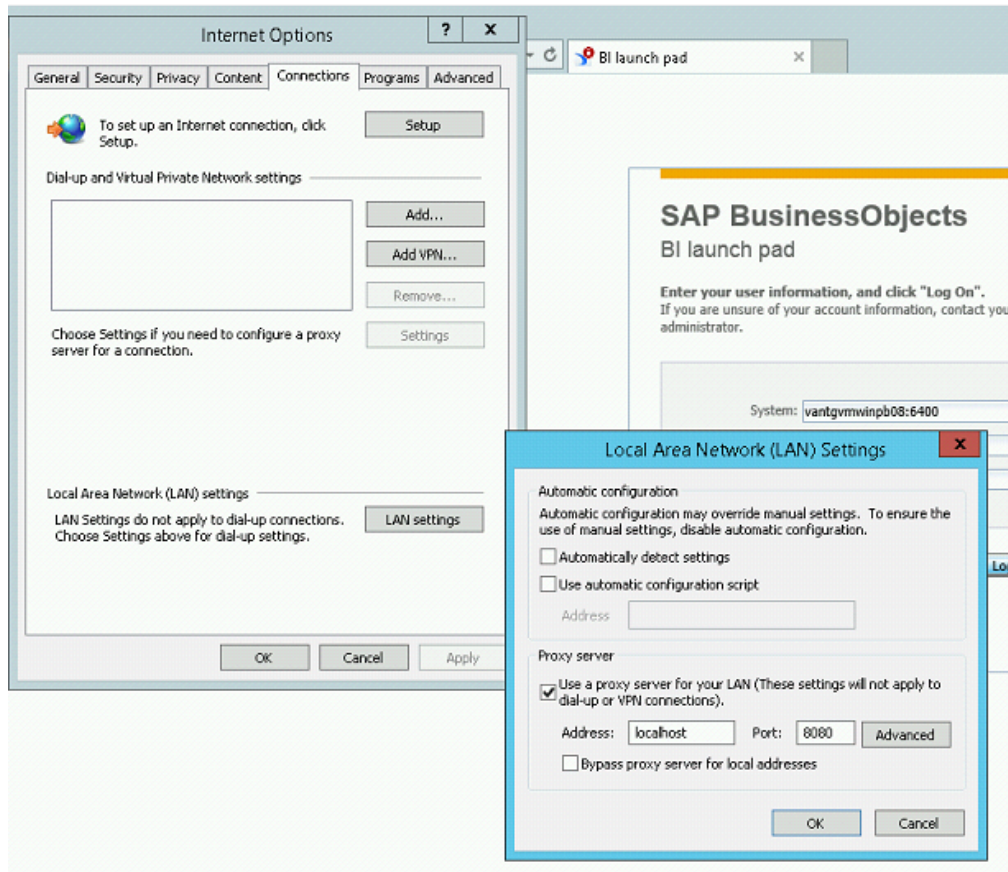 Internet Options
?
X
General
Security
Privacy
Content
Connections
Programs
Advanced
To set up an Internet connection, click
Setup.
Setup
Dial-up and Virtual Private Network settings
Add...
Add VPN...
Remove...
Choose Settings if you need to configure a proxy
server for a connection.
Settings
Local Area Network (LAN) settings
LAN Settings do not apply to dial-up connections.
Choose Settings above for dial-up settings.
LAN settings
OK
Cancel
Apply
BI launch pad
SAP BusinessObjects
BI launch pad
Enter your user information, and click "Log On".
If you are unsure of your account information, contact you
administrator.
System:
vantgvmwinpb08:6400
Lo
Local Area Network (LAN) Settings
X
Automatic configuration
Automatic configuration may override manual settings. To ensure the
use of manual settings, disable automatic configuration.
Automatically detect settings
Use automatic configuration script
Address
Proxy server
Use a proxy server for your LAN (These settings will not apply to
dial-up or VPN connections).
Address:
localhost
Port:
8080
Advanced
Bypass proxy server for local addresses
OK
Cancel